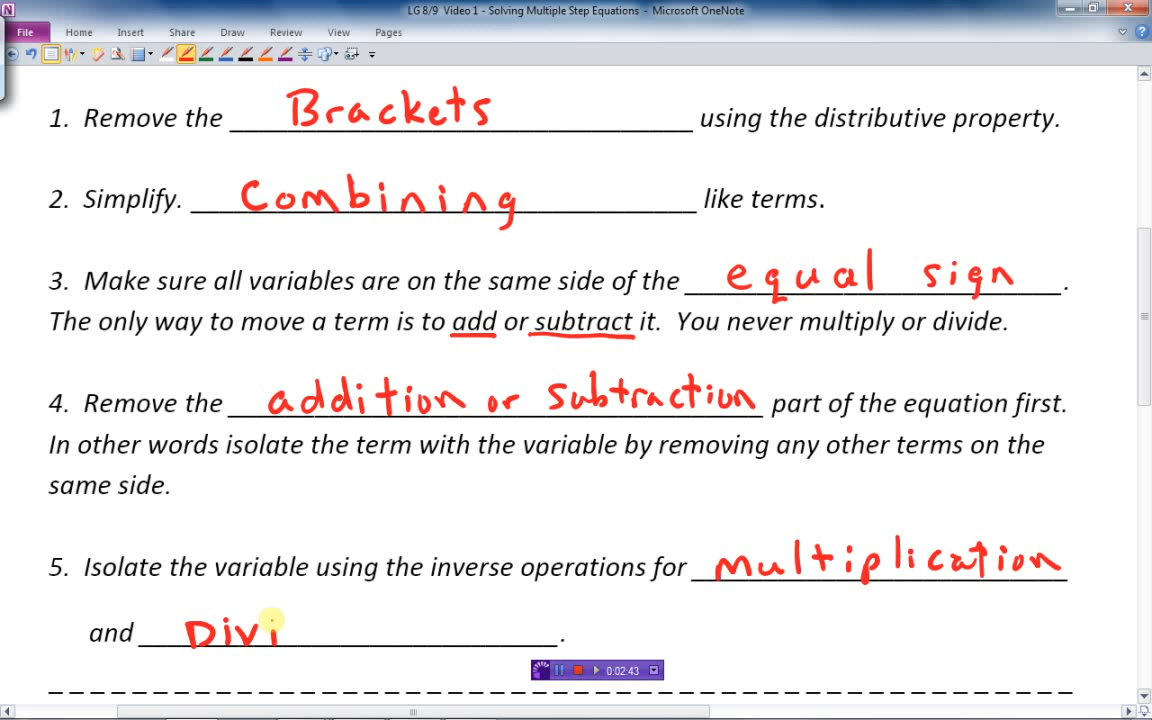 LG 8/9 Video 1 - Solving Multiple Step Equations - Microsoft OneNote
File Home Insert Share Draw Review View Pages
1. Remove the Brackets using the distributive property.
2. Simplify. Combining like terms.
3. Make sure all variables are on the same side of the equal sign.
The only way to move a term is to add or subtract it. You never multiply or divide.
4. Remove the addition or subtraction part of the equation first.
In other words isolate the term with the variable by removing any other terms on the
same side.
5. Isolate the variable using the inverse operations for multiplication
and Divi.
0:02:43